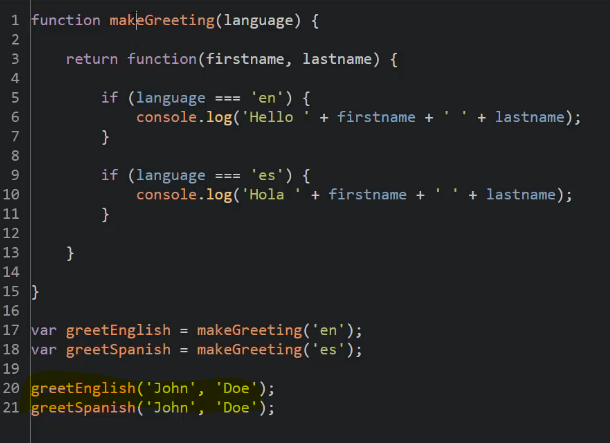 1 function makeGreeting(language) {
2
3     return function(firstname, lastname) {
4
5         if (language === 'en') {
6             console.log('Hello ' + firstname + ' ' + lastname);
7         }
8
9         if (language === 'es') {
10             console.log('Hola ' + firstname + ' ' + lastname);
11         }
12
13     }
14
15 }
16
17 var greetEnglish = makeGreeting('en');
18 var greetSpanish = makeGreeting('es');
19
20 greetEnglish('John', 'Doe');
21 greetSpanish('John', 'Doe');